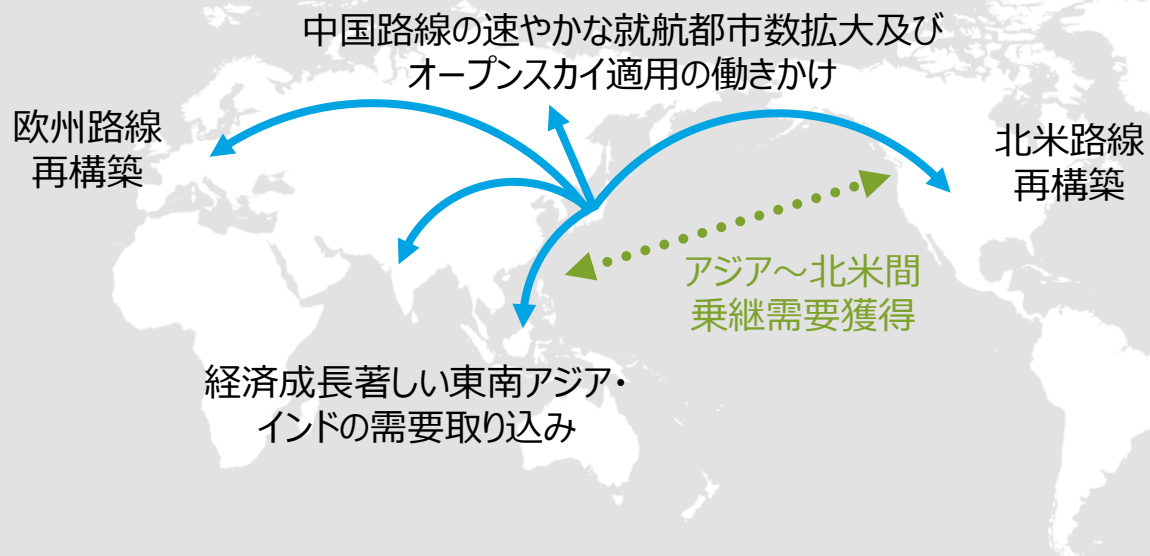 中国路線の速やかな就航都市数拡大及び
オープンスカイ適用の働きかけ
欧州路線
再構築
北米路線
再構築
アジア～北米間
乗継需要獲得
経済成長著しい東南アジア・
インドの需要取り込み